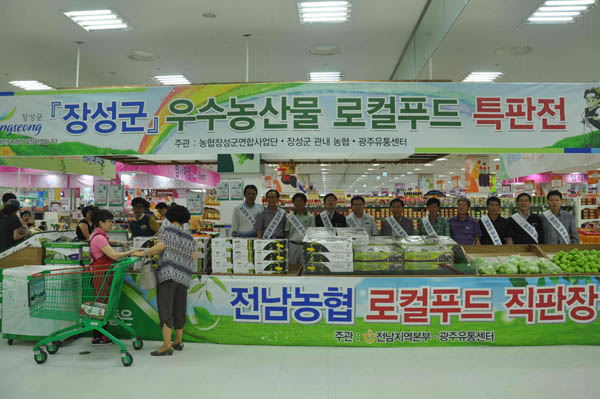 장성군
『장성군』 우수농산물 로컬푸드 특판전
주관 : 농협장성군연합사업단 · 장성군 관내 농협 · 광주유통센터
전남농협 로컬푸드 직판장
주관 : 전남지역본부 · 광주유통센터